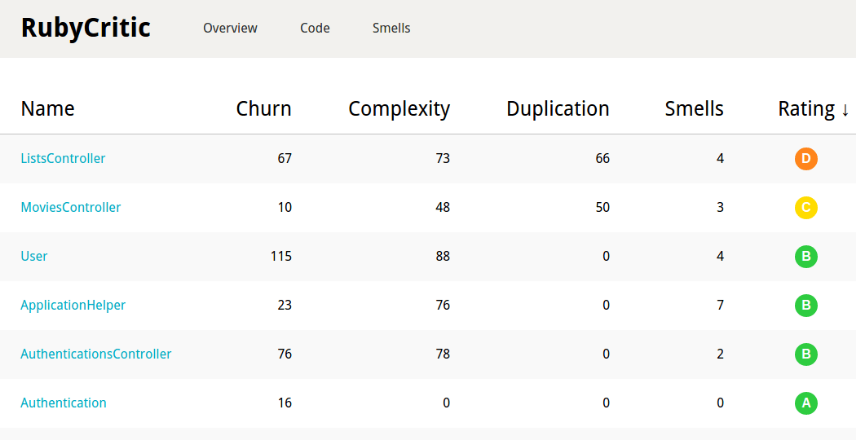 RubyCritic Overview Code Smells
Name Churn Complexity Duplication Smells Rating ↓
ListsController 67 73 66 4 D
MoviesController 10 48 50 3 C
User 115 88 0 4 B
ApplicationHelper 23 76 0 7 B
AuthenticationsController 76 78 0 2 B
Authentication 16 0 0 0 A